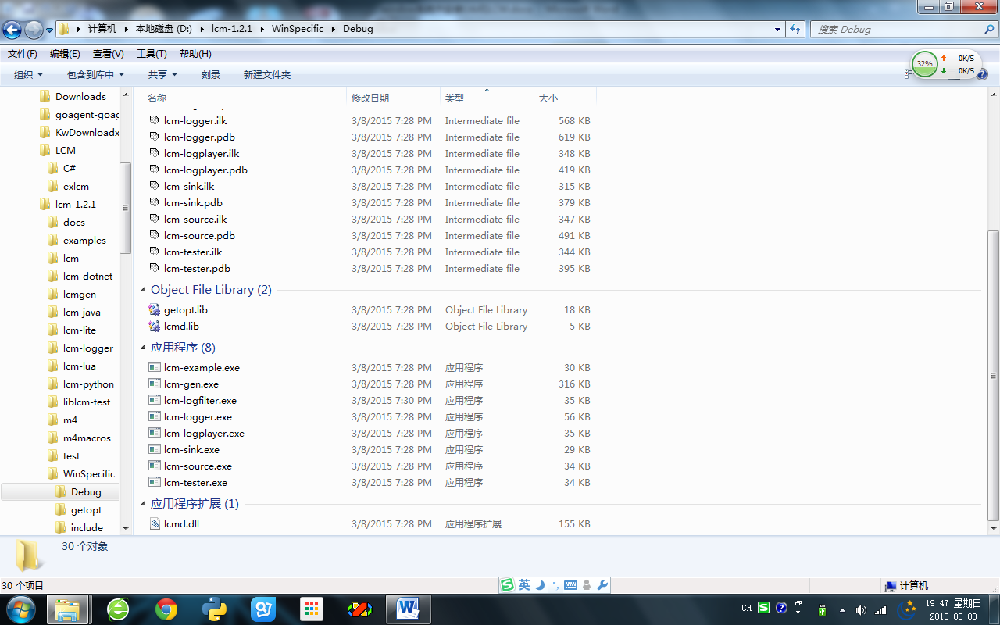 计算机 ▸ 本地磁盘 (D:) ▸ lcm-1.2.1 ▸ WinSpecific ▸ Debug
搜索 Debug
文件(F) 编辑(E) 查看(V) 工具(T) 帮助(H)
组织 包含到库中 共享 刻录 新建文件夹
32% 0K/S
0K/S
Downloads
goagent-goag
KwDownloadx
LCM
C#
exlcm
lcm-1.2.1
docs
examples
lcm
lcm-dotnet
lcmgen
lcm-java
lcm-lite
lcm-logger
lcm-lua
lcm-python
liblcm-test
m4
m4macros
test
WinSpecific
Debug
getopt
include
名称 修改日期 类型 大小
lcm-logger.ilk 3/8/2015 7:28 PM Intermediate file 568 KB
lcm-logger.pdb 3/8/2015 7:28 PM Intermediate file 619 KB
lcm-logplayer.ilk 3/8/2015 7:28 PM Intermediate file 348 KB
lcm-logplayer.pdb 3/8/2015 7:28 PM Intermediate file 419 KB
lcm-sink.ilk 3/8/2015 7:28 PM Intermediate file 315 KB
lcm-sink.pdb 3/8/2015 7:28 PM Intermediate file 379 KB
lcm-source.ilk 3/8/2015 7:28 PM Intermediate file 347 KB
lcm-source.pdb 3/8/2015 7:28 PM Intermediate file 491 KB
lcm-tester.ilk 3/8/2015 7:28 PM Intermediate file 344 KB
lcm-tester.pdb 3/8/2015 7:28 PM Intermediate file 395 KB
Object File Library (2)
getopt.lib 3/8/2015 7:28 PM Object File Library 18 KB
lcmd.lib 3/8/2015 7:28 PM Object File Library 5 KB
应用程序 (8)
lcm-example.exe 3/8/2015 7:28 PM 应用程序 30 KB
lcm-gen.exe 3/8/2015 7:28 PM 应用程序 316 KB
lcm-logfilter.exe 3/8/2015 7:30 PM 应用程序 35 KB
lcm-logger.exe 3/8/2015 7:28 PM 应用程序 56 KB
lcm-logplayer.exe 3/8/2015 7:28 PM 应用程序 35 KB
lcm-sink.exe 3/8/2015 7:28 PM 应用程序 29 KB
lcm-source.exe 3/8/2015 7:28 PM 应用程序 34 KB
lcm-tester.exe 3/8/2015 7:28 PM 应用程序 34 KB
应用程序扩展 (1)
lcmd.dll 3/8/2015 7:28 PM 应用程序扩展 155 KB
30 个对象
30 个项目 英 计算机
CH 19:47 星期日
2015-03-08